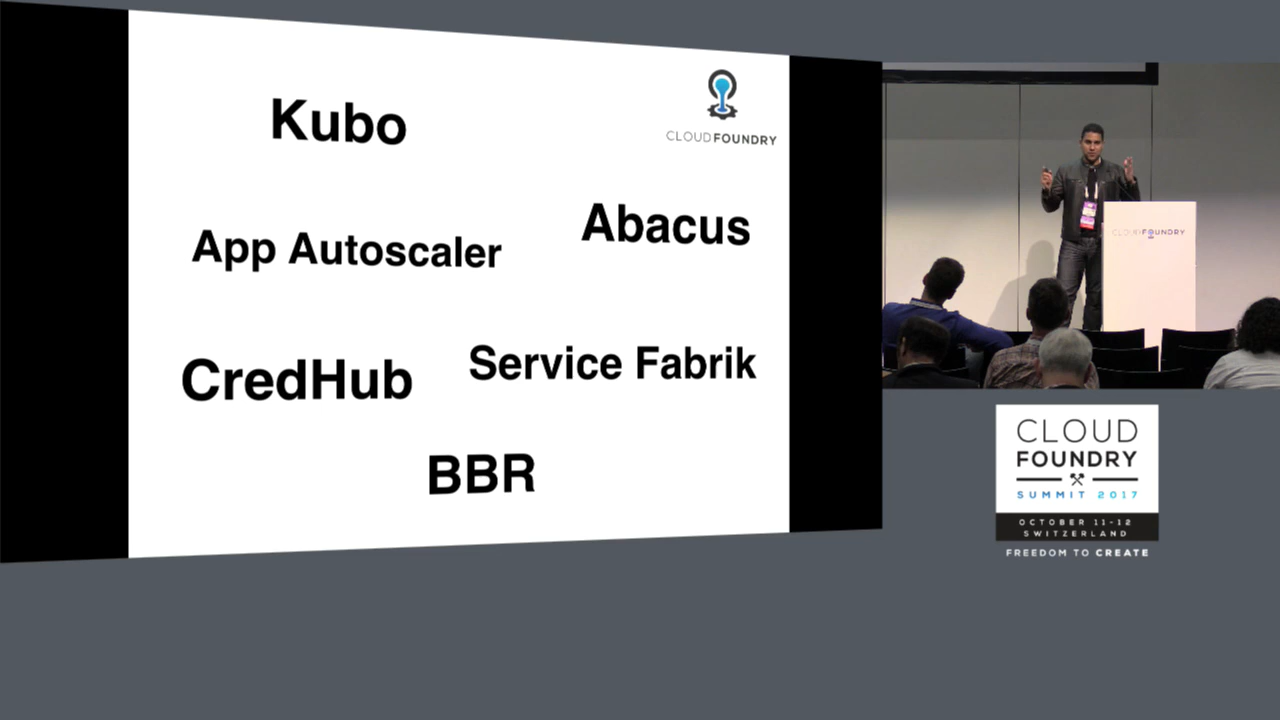 Kubo
CLOUD FOUNDRY
App Autoscaler
Abacus
CredHub
Service Fabrik
BBR
CLOUD FOUNDRY
CLOUD
FOUNDRY
SUMMIT 2017
OCTOBER 11-12
SWITZERLAND
FREEDOM TO CREATE